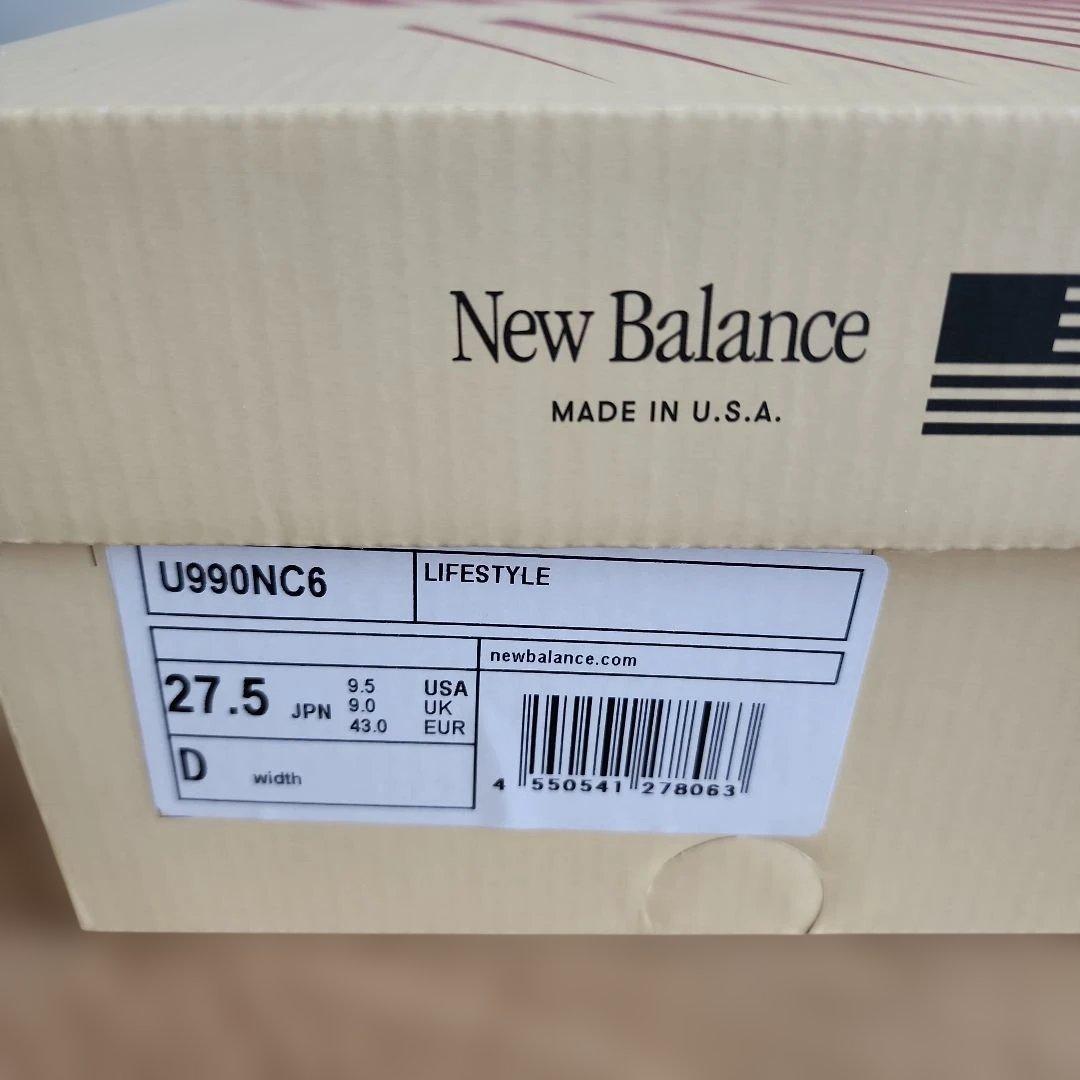 New Balance
MADE IN U.S.A.
U990NC6
LIFESTYLE
newbalance.com
27.5 JPN
9.5 USA
9.0 UK
43.0 EUR
D width
4 550541 278063